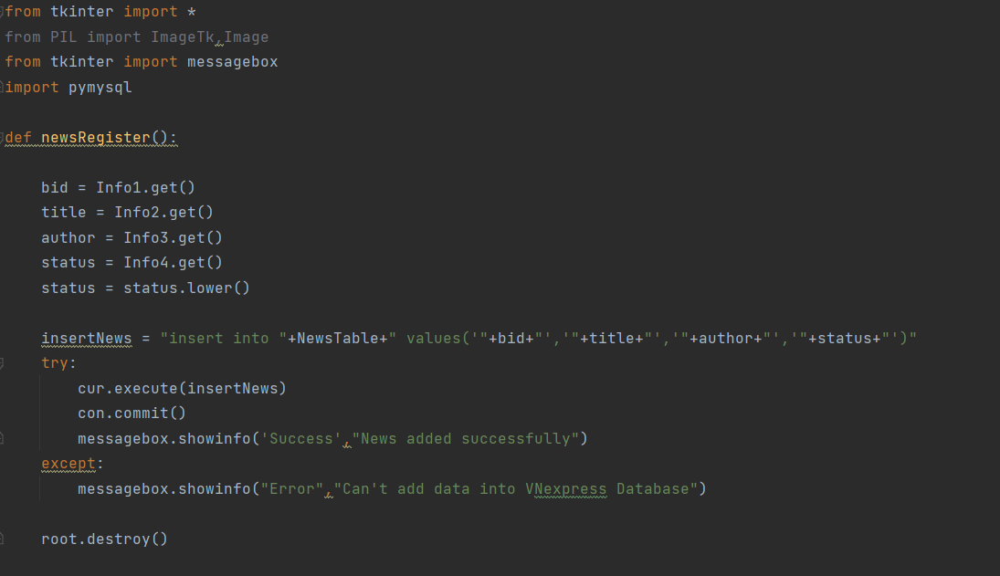 from tkinter import *
from PIL import ImageTk,Image
from tkinter import messagebox
import pymysql
def newsRegister():
bid = Info1.get()
title = Info2.get()
author = Info3.get()
status = Info4.get()
status = status.lower()
insertNews = "insert into "+NewsTable+" values('"+bid+"','"+title+"','"+author+"','"+status+"')"
try:
cur.execute(insertNews)
con.commit()
messagebox.showinfo('Success',"News added successfully")
except:
messagebox.showinfo("Error","Can't add data into VNexpress Database")
root.destroy()